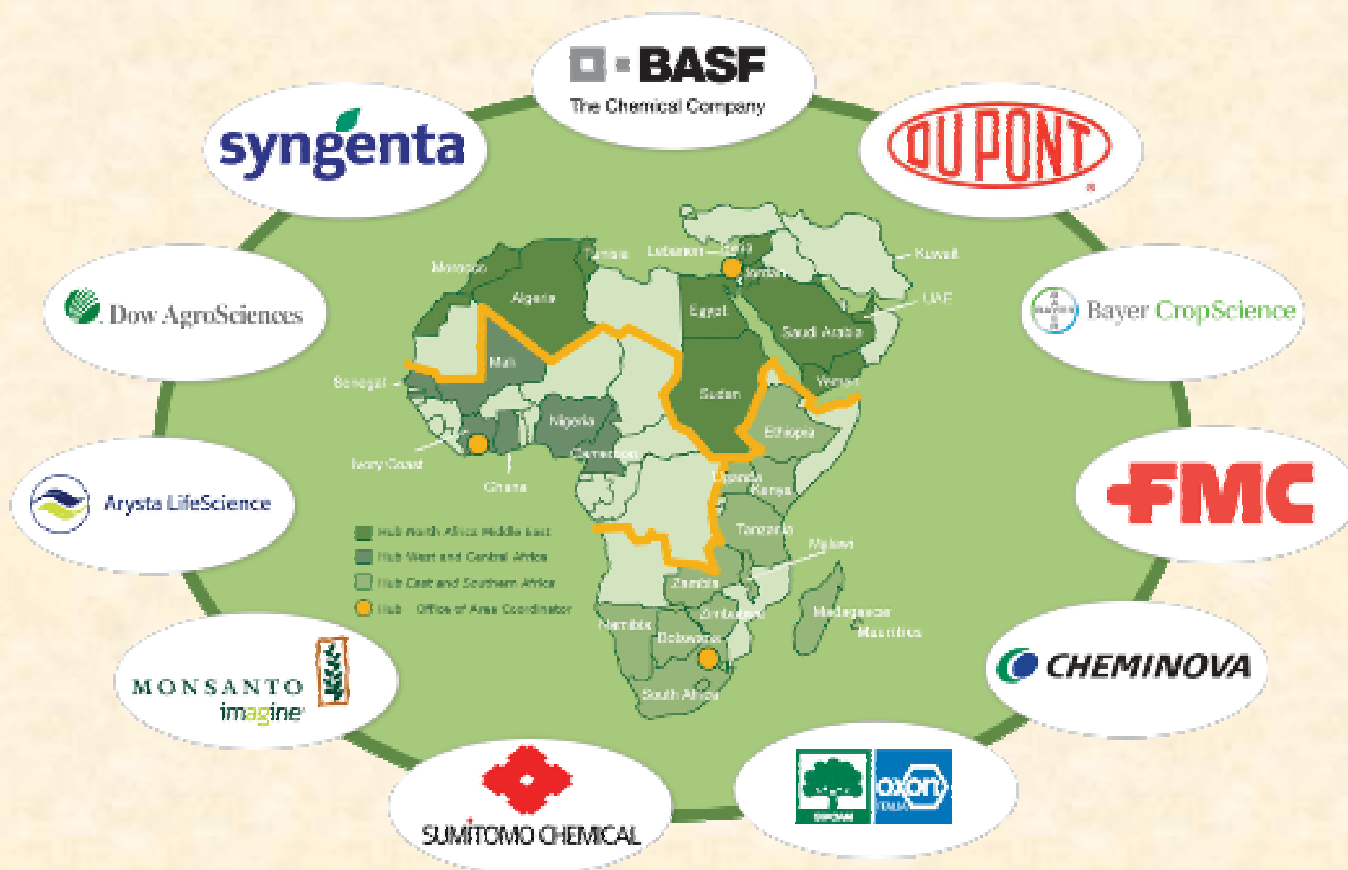 BASF
The Chemical Company
syngenta
DUPONT
®
Dow AgroSciences
BAYER
Bayer CropScience
Arysta LifeScience
FMC
MONSANTO
imagine
CHEMINOVA
SUMITOMO CHEMICAL
SIPCAM
oxon
ITALIA
Morocco
Algeria
Tunisia
Lebanon
Syria
Jordan
Kuwait
UAE
Egypt
Saudi Arabia
Mali
Senegal
Sudan
Yemen
Nigeria
Ethiopia
Cameroon
Ivory Coast
Ghana
Uganda
Kenya
Tanzania
Malawi
Zambia
Zimbabwe
Madagascar
Mauritius
Namibia
Botswana
South Africa
Hub North Africa Middle East
Hub West and Central Africa
Hub East and Southern Africa
Hub - Office of Area Coordinator